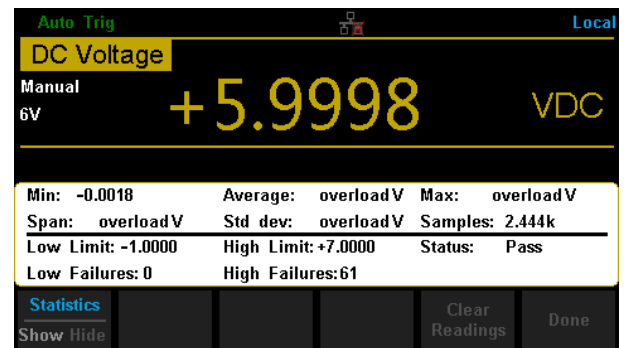 Auto Trig Local
DC Voltage
Manual
6V
+5.9998 VDC
Min: -0.0018 Average: overload V Max: overload V
Span: overload V Std dev: overload V Samples: 2.444k
Low Limit: -1.0000 High Limit: +7.0000 Status: Pass
Low Failures: 0 High Failures: 61
Statistics
Show Hide
Clear
Readings
Done